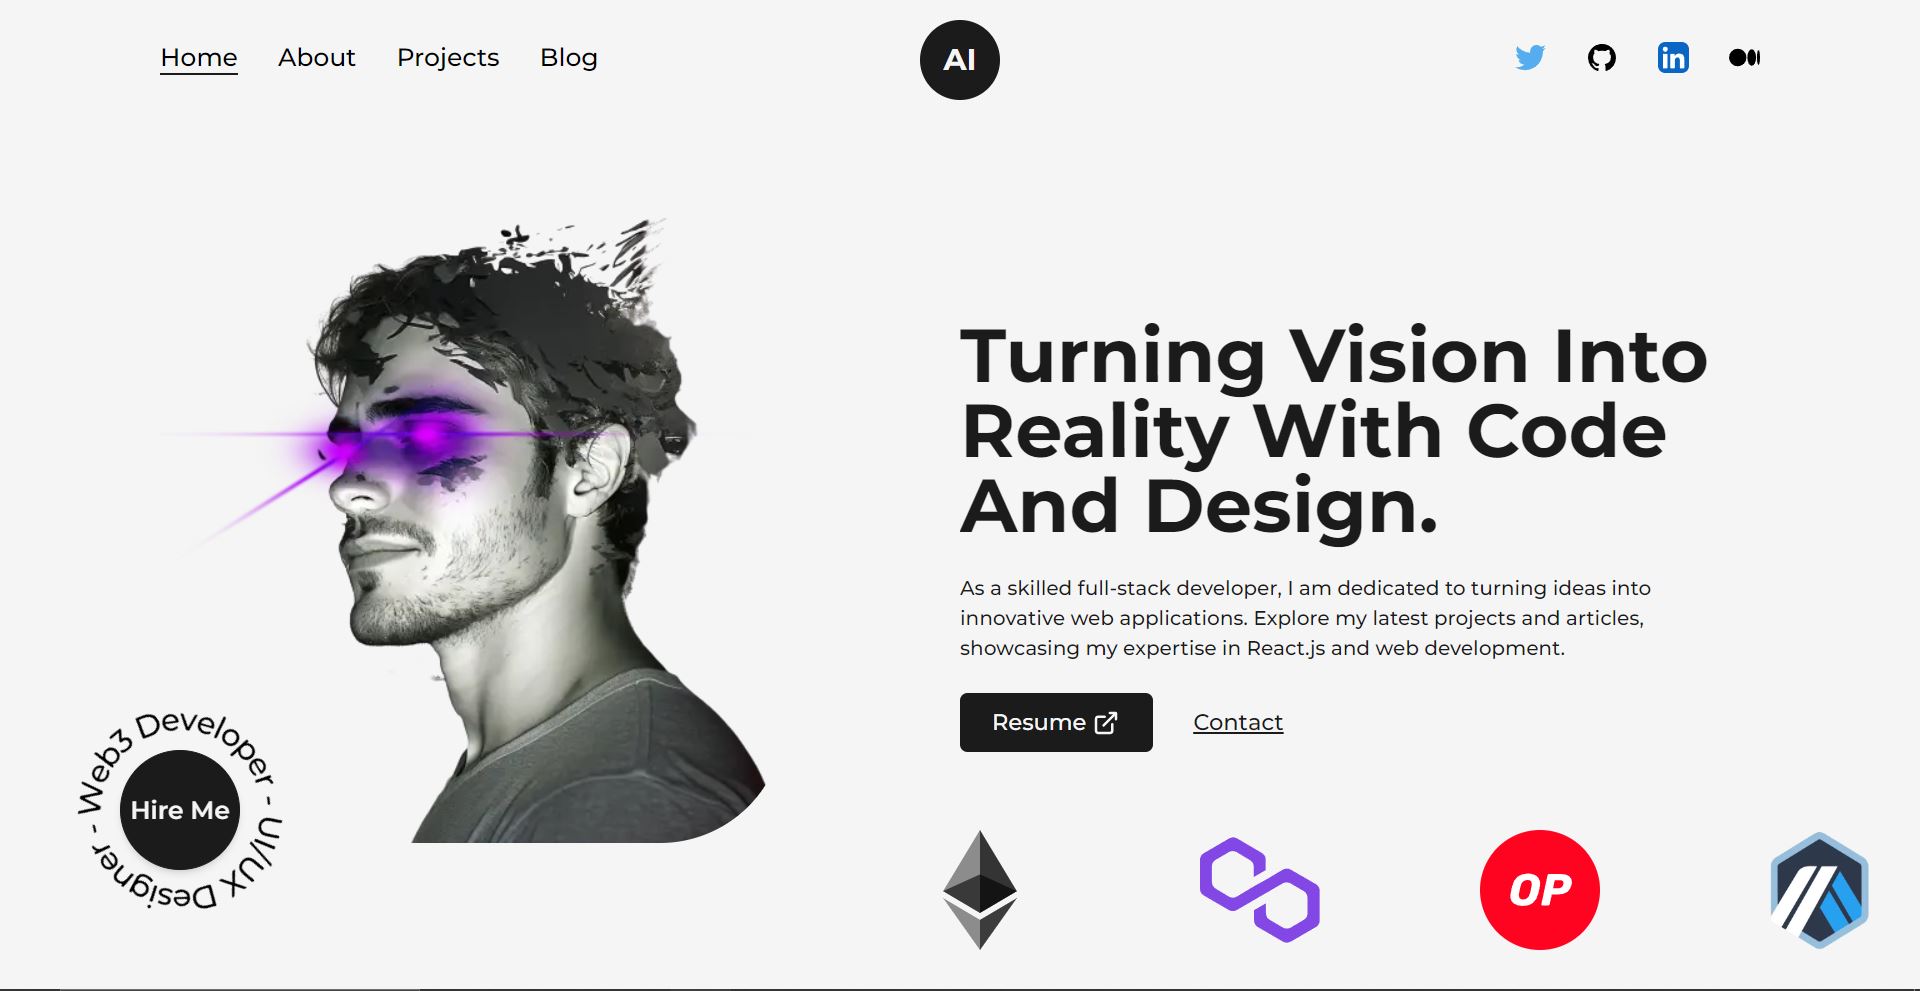 Home About Projects Blog
AI
in
Turning Vision Into
Reality With Code
And Design.
As a skilled full-stack developer, I am dedicated to turning ideas into
innovative web applications. Explore my latest projects and articles,
showcasing my expertise in React.js and web development.
Resume Contact
Web3 Developer - UI/UX Designer -
Hire Me
OP